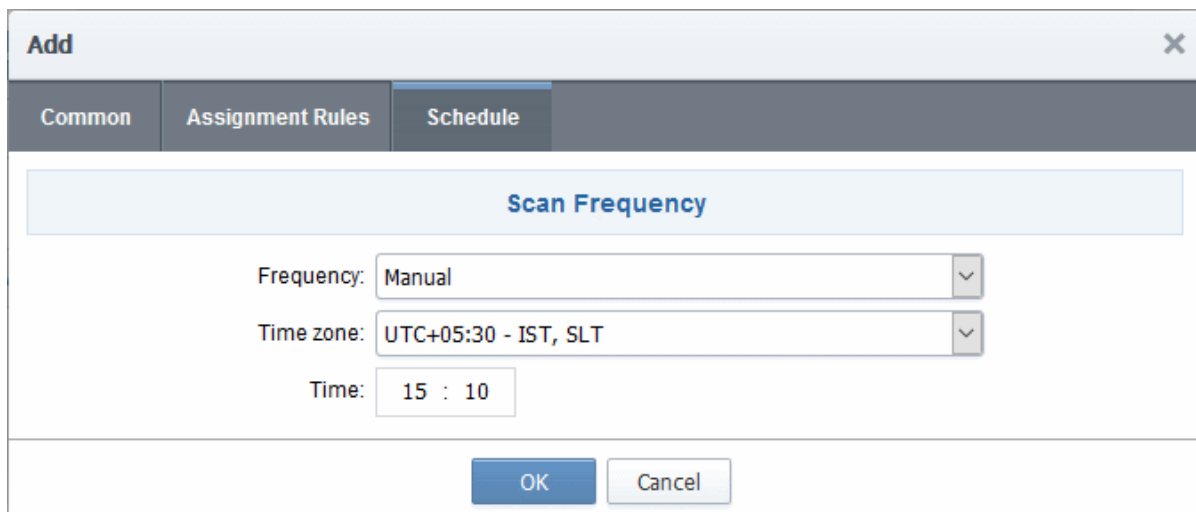 Add
Common Assignment Rules Schedule
Scan Frequency
Frequency: Manual
Time zone: UTC+05:30 - IST, SLT
Time: 15 : 10
OK Cancel